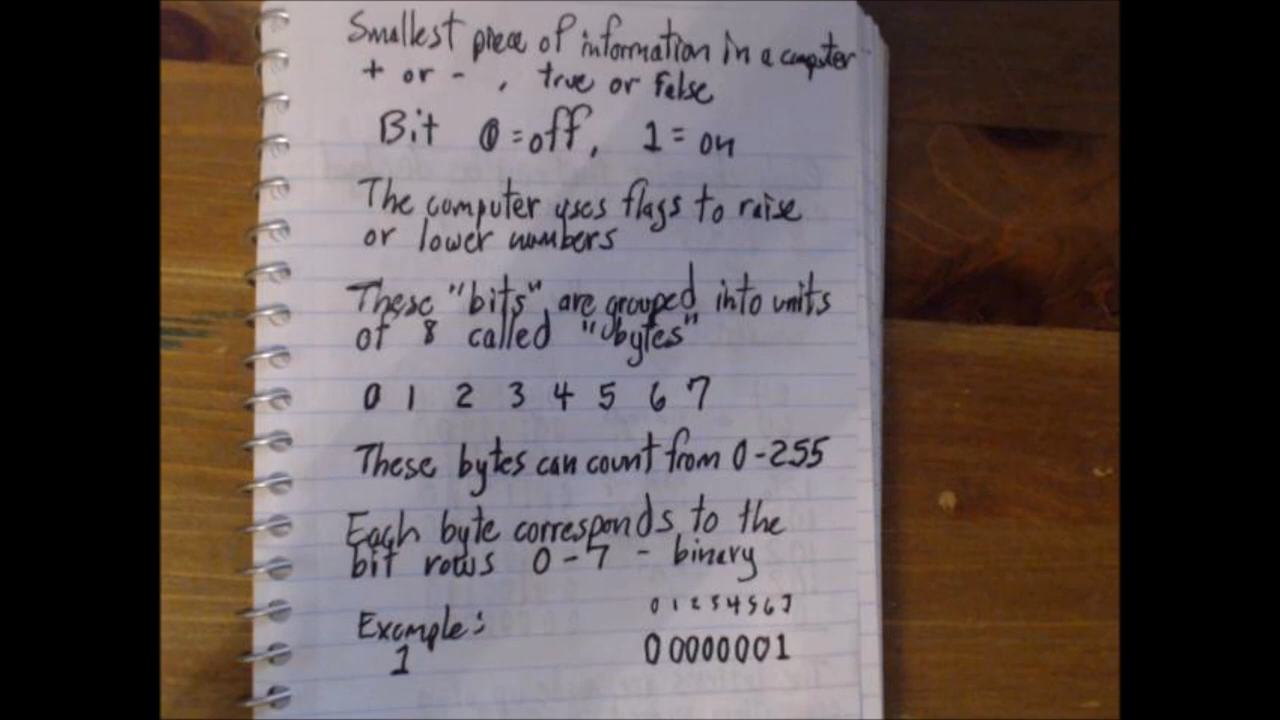 Smallest piece of information in a computer
+ or - , true or False
Bit 0 = off, 1 = on
The computer uses flags to raise
or lower numbers
These "bits", are grouped into units
of 8 called "bytes"
0 1 2 3 4 5 6 7
These bytes can count from 0-255
Each byte corresponds to the
bit rows 0-7 - binary
0 1 2 3 4 5 6 7
Example:
1 00000001